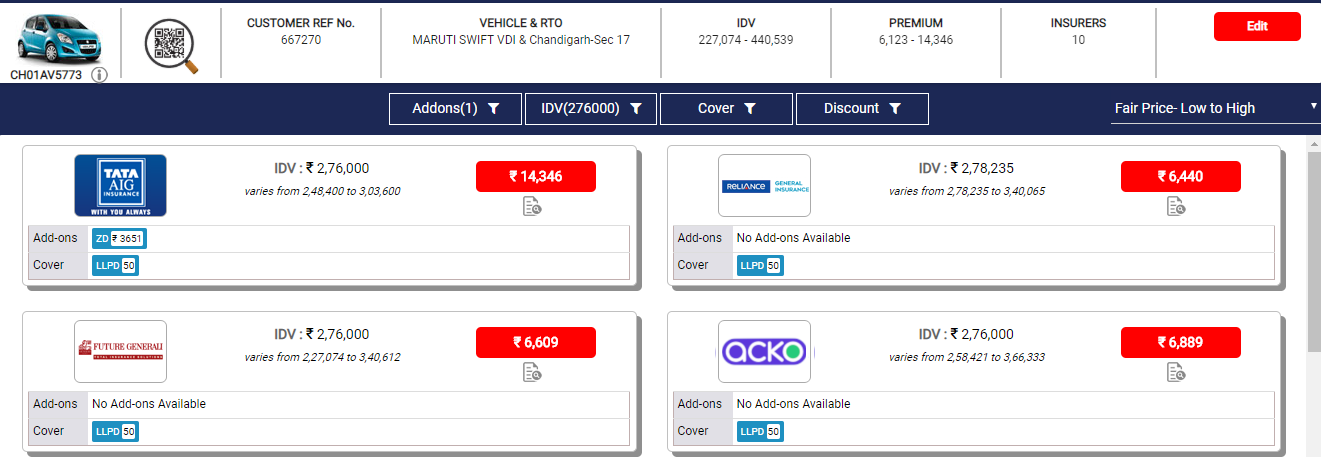 CH01AV5773
CUSTOMER REF No.
667270
VEHICLE & RTO
MARUTI SWIFT VDI & Chandigarh-Sec 17
IDV
227,074 - 440,539
PREMIUM
6,123 - 14,346
INSURERS
10
Edit
Addons(1)
IDV(276000)
Cover
Discount
Fair Price- Low to High
TATA
AIG
INSURANCE
WITH YOU ALWAYS
IDV : ₹ 2,76,000
varies from 2,48,400 to 3,03,600
₹ 14,346
Add-ons ZD ₹ 3651
Cover LLPD 50
RELIANCE GENERAL INSURANCE
IDV : ₹ 2,78,235
varies from 2,78,235 to 3,40,065
₹ 6,440
Add-ons No Add-ons Available
Cover LLPD 50
FUTURE GENERALI
TOTAL INSURANCE SOLUTIONS
IDV : ₹ 2,76,000
varies from 2,27,074 to 3,40,612
₹ 6,609
Add-ons No Add-ons Available
Cover LLPD 50
ACKO
IDV : ₹ 2,76,000
varies from 2,58,421 to 3,66,333
₹ 6,889
Add-ons No Add-ons Available
Cover LLPD 50